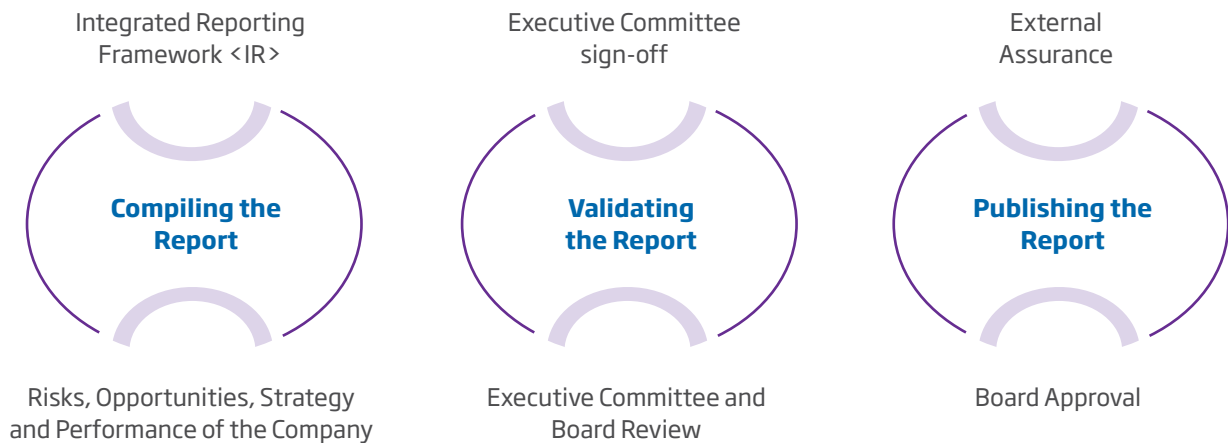 Integrated Reporting
Framework <IR>
Compiling the
Report
Risks, Opportunities, Strategy
and Performance of the Company
Executive Committee
sign-off
Validating
the Report
Executive Committee and
Board Review
External
Assurance
Publishing the
Report
Board Approval